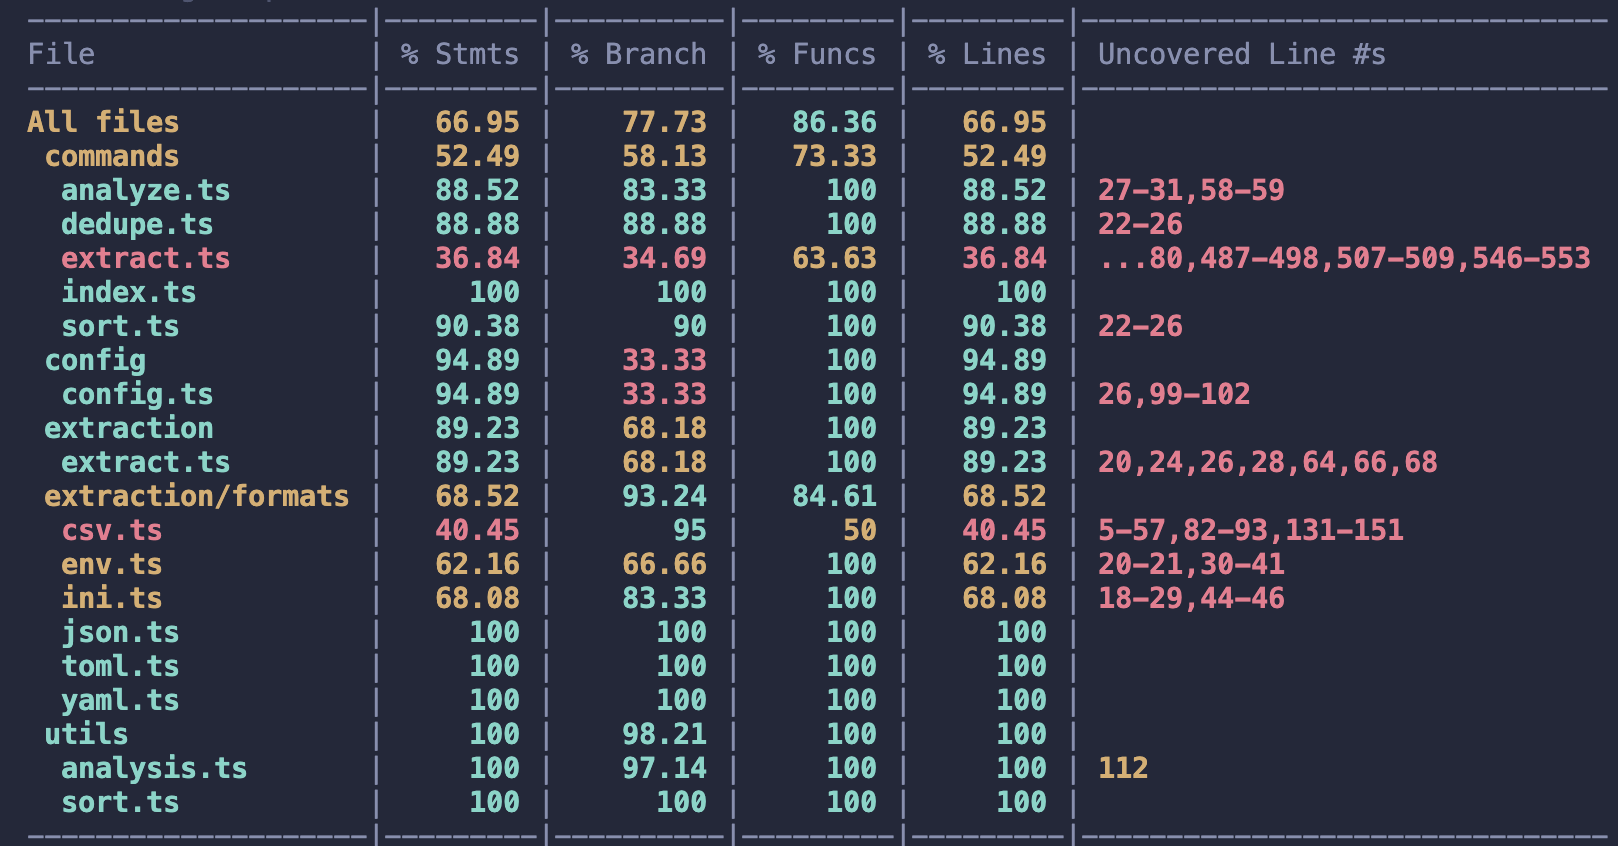 File | % Stmts | % Branch | % Funcs | % Lines | Uncovered Line #s
All files | 66.95 | 77.73 | 86.36 | 66.95 |
commands | 52.49 | 58.13 | 73.33 | 52.49 |
analyze.ts | 88.52 | 83.33 | 100 | 88.52 | 27-31,58-59
dedupe.ts | 88.88 | 88.88 | 100 | 88.88 | 22-26
extract.ts | 36.84 | 34.69 | 63.63 | 36.84 | ...80,487-498,507-509,546-553
index.ts | 100 | 100 | 100 | 100 |
sort.ts | 90.38 | 90 | 100 | 90.38 | 22-26
config | 94.89 | 33.33 | 100 | 94.89 |
config.ts | 94.89 | 33.33 | 100 | 94.89 | 26,99-102
extraction | 89.23 | 68.18 | 100 | 89.23 |
extract.ts | 89.23 | 68.18 | 100 | 89.23 | 20,24,26,28,64,66,68
extraction/formats | 68.52 | 93.24 | 84.61 | 68.52 |
csv.ts | 40.45 | 95 | 50 | 40.45 | 5-57,82-93,131-151
env.ts | 62.16 | 66.66 | 100 | 62.16 | 20-21,30-41
ini.ts | 68.08 | 83.33 | 100 | 68.08 | 18-29,44-46
json.ts | 100 | 100 | 100 | 100 |
toml.ts | 100 | 100 | 100 | 100 |
yaml.ts | 100 | 100 | 100 | 100 |
utils | 100 | 98.21 | 100 | 100 |
analysis.ts | 100 | 97.14 | 100 | 100 | 112
sort.ts | 100 | 100 | 100 | 100 |